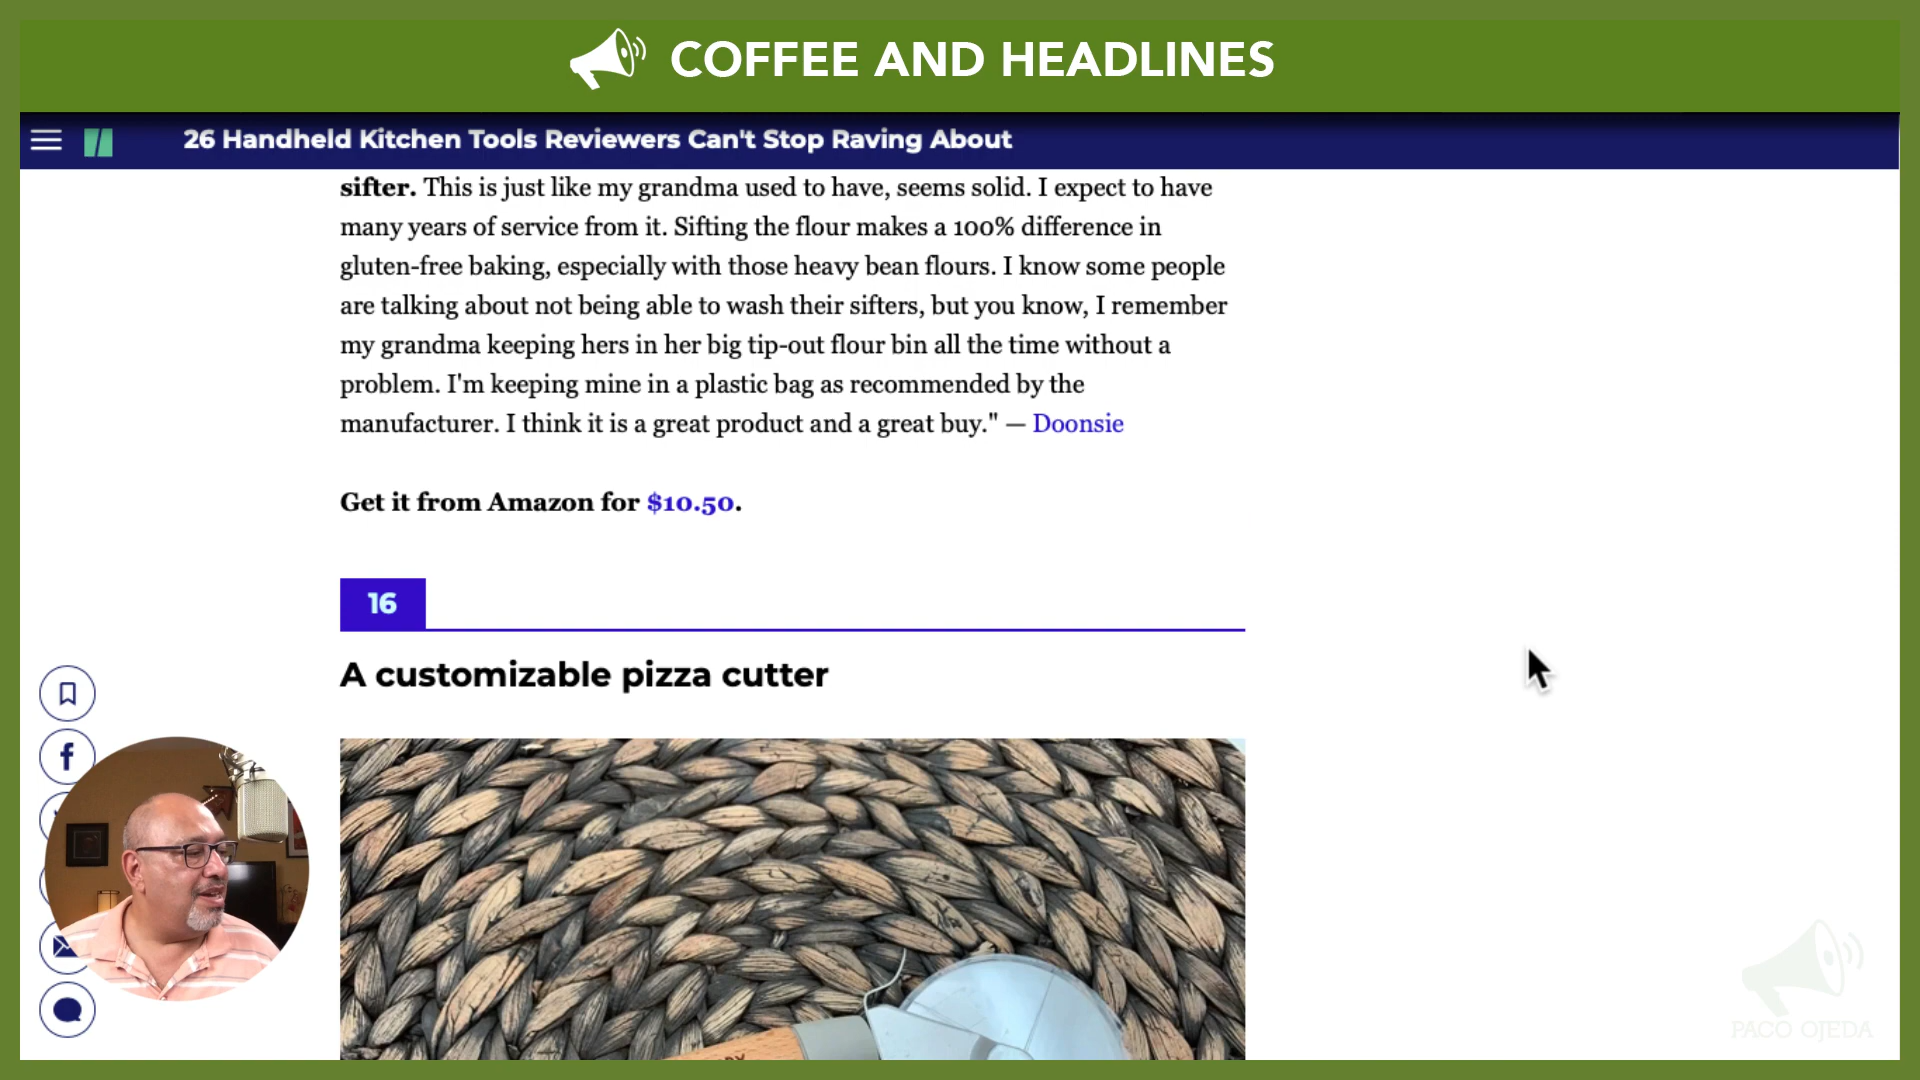 COFFEE AND HEADLINES
26 Handheld Kitchen Tools Reviewers Can't Stop Raving About
sifter. This is just like my grandma used to have, seems solid. I expect to have
many years of service from it. Sifting the flour makes a 100% difference in
gluten-free baking, especially with those heavy bean flours. I know some people
are talking about not being able to wash their sifters, but you know, I remember
my grandma keeping hers in her big tip-out flour bin all the time without a
problem. I'm keeping mine in a plastic bag as recommended by the
manufacturer. I think it is a great product and a great buy." — Doonsie
Get it from Amazon for $10.50.
16
A customizable pizza cutter
PACO OJEDA